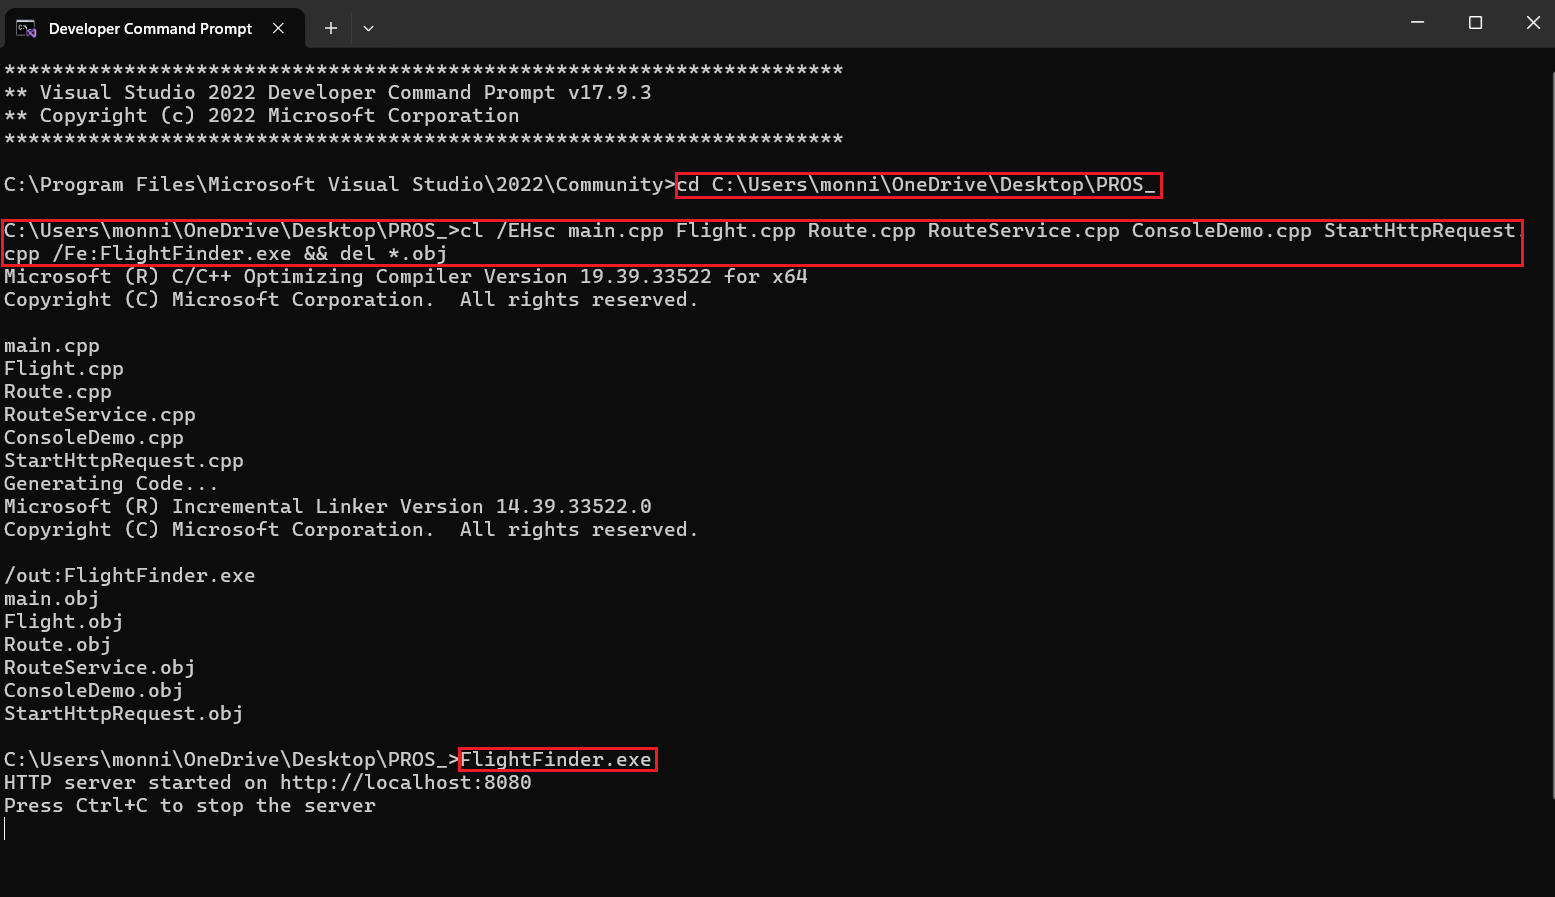 Developer Command Prompt
**********************************************************************
** Visual Studio 2022 Developer Command Prompt v17.9.3
** Copyright (c) 2022 Microsoft Corporation
**********************************************************************
C:\Program Files\Microsoft Visual Studio\2022\Community>cd C:\Users\monni\OneDrive\Desktop\PROS_
C:\Users\monni\OneDrive\Desktop\PROS_>cl /EHsc main.cpp Flight.cpp Route.cpp RouteService.cpp ConsoleDemo.cpp StartHttpRequest.
cpp /Fe:FlightFinder.exe && del *.obj
Microsoft (R) C/C++ Optimizing Compiler Version 19.39.33522 for x64
Copyright (C) Microsoft Corporation.  All rights reserved.
main.cpp
Flight.cpp
Route.cpp
RouteService.cpp
ConsoleDemo.cpp
StartHttpRequest.cpp
Generating Code...
Microsoft (R) Incremental Linker Version 14.39.33522.0
Copyright (C) Microsoft Corporation.  All rights reserved.
/out:FlightFinder.exe
main.obj
Flight.obj
Route.obj
RouteService.obj
ConsoleDemo.obj
StartHttpRequest.obj
C:\Users\monni\OneDrive\Desktop\PROS_>FlightFinder.exe
HTTP server started on http://localhost:8080
Press Ctrl+C to stop the server